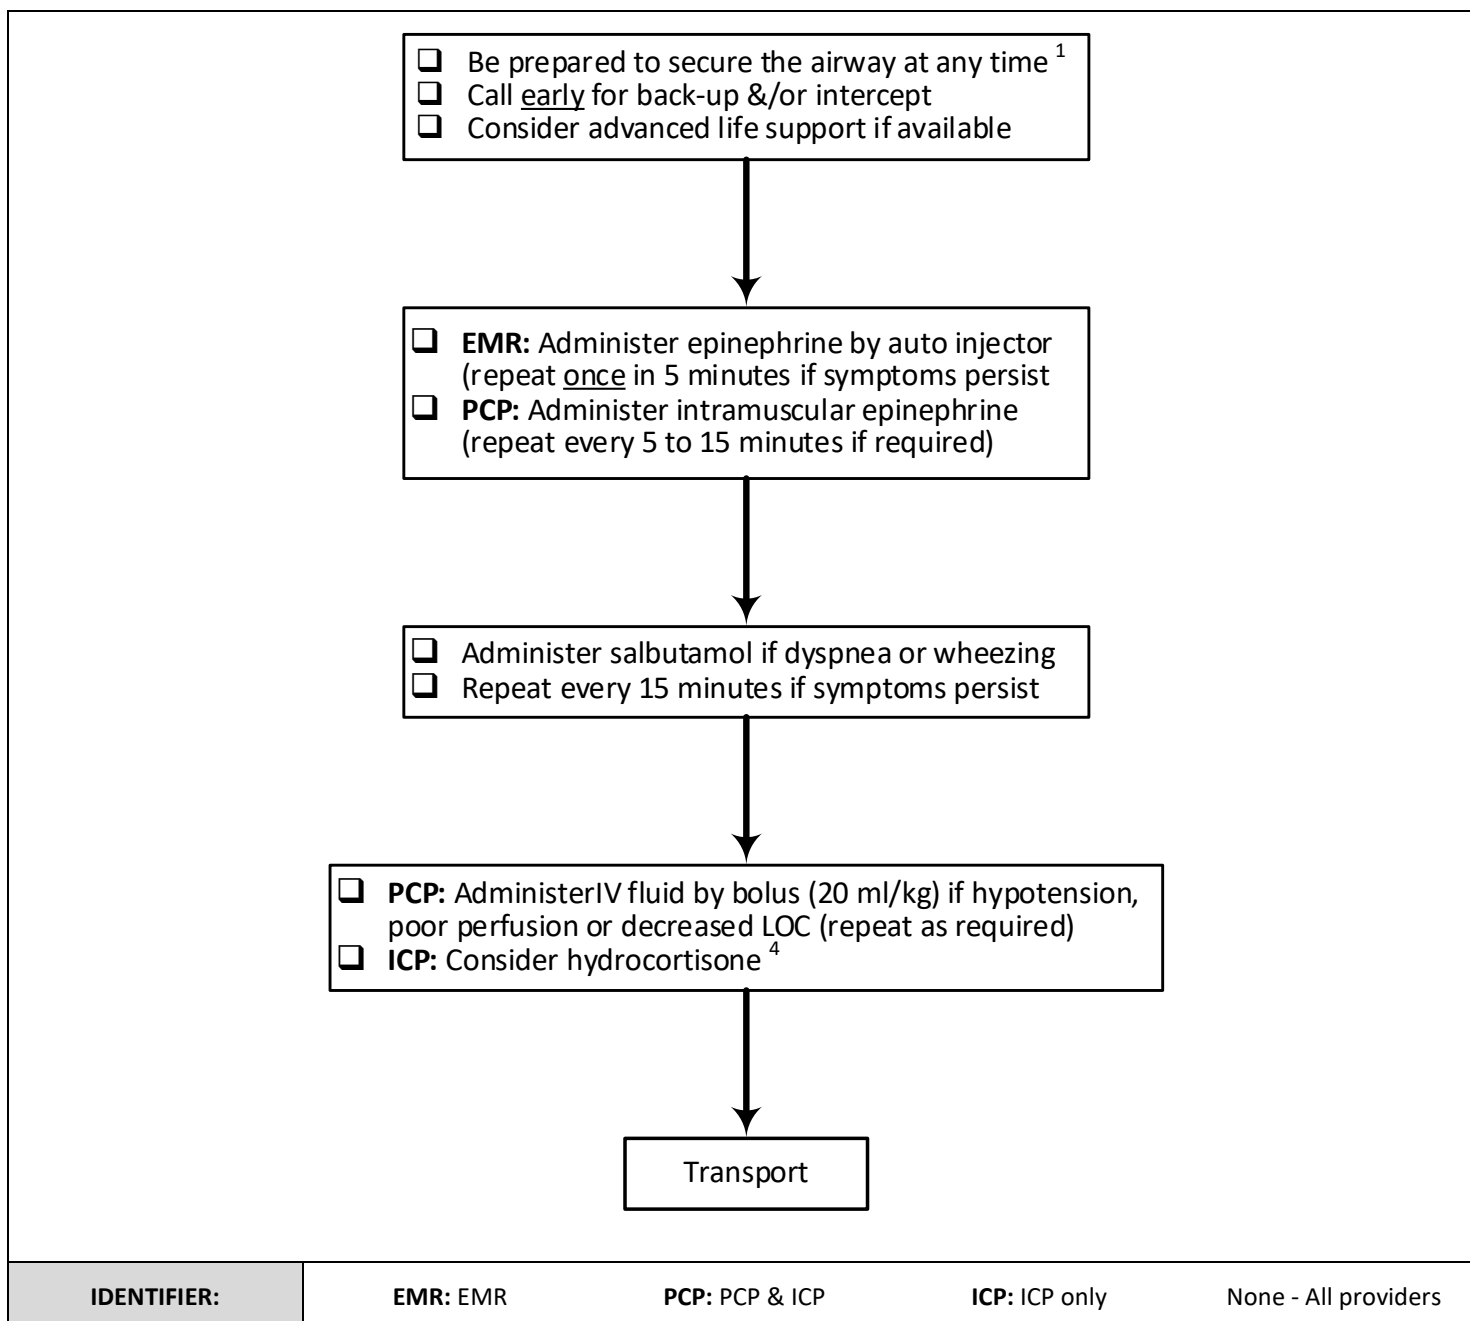 ❑ Be prepared to secure the airway at any time 1
❑ Call early for back-up &/or intercept
❑ Consider advanced life support if available
❑ EMR: Administer epinephrine by auto injector
(repeat once in 5 minutes if symptoms persist
❑ PCP: Administer intramuscular epinephrine
(repeat every 5 to 15 minutes if required)
❑ Administer salbutamol if dyspnea or wheezing
❑ Repeat every 15 minutes if symptoms persist
❑ PCP: AdministerIV fluid by bolus (20 ml/kg) if hypotension,
poor perfusion or decreased LOC (repeat as required)
❑ ICP: Consider hydrocortisone 4
Transport
IDENTIFIER: EMR: EMR PCP: PCP & ICP ICP: ICP only None - All providers